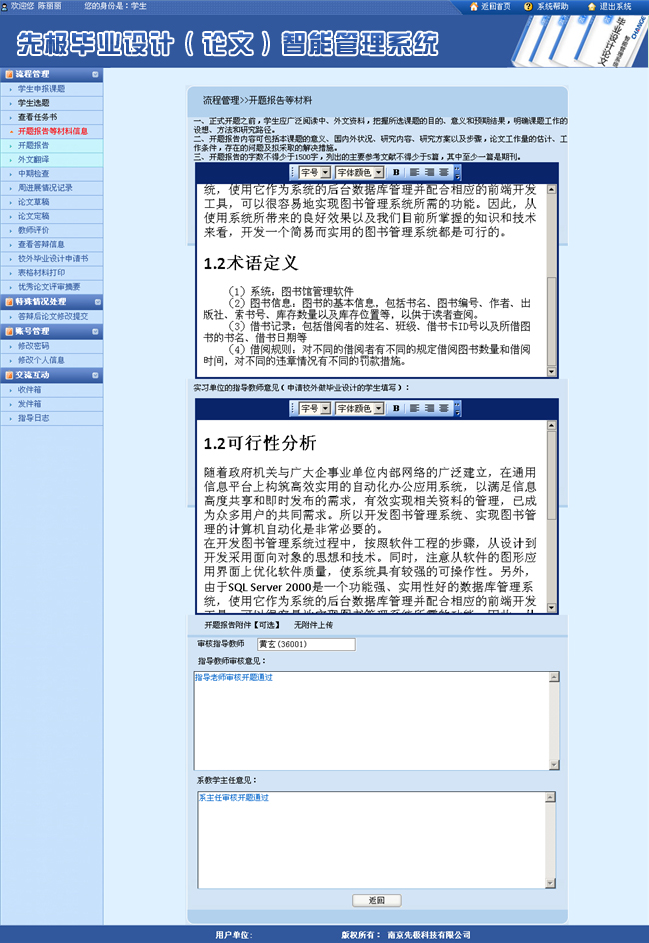 欢迎您 陈丽丽 您的身份是：学生 返回首页 系统帮助 退出系统
先极毕业设计（论文）智能管理系统
毕业设计论文
智能管理系统
CHANGE
流程管理
学生申报课题
学生选题
查看任务书
开题报告等材料信息
开题报告
外文翻译
中期检查
周进展情况记录
论文草稿
论文定稿
教师评价
查看答辩信息
校外毕业设计申请书
表格材料打印
优秀论文评审摘要
特殊情况处理
答辩后论文修改提交
账号管理
修改密码
修改个人信息
交流互动
收件箱
发件箱
指导日志
流程管理>>开题报告等材料
一、正式开题之前，学生应广泛阅读中、外文资料，把握所选课题的目的、意义和预期结果，明确课题工作的
设想、方法和研究路径。
二、开题报告内容可包括本课题的意义、国内外状况、研究内容、研究方案以及步骤，论文工作量的估计、工
作条件，存在的问题及拟采取的解决措施。
三、开题报告的字数不得少于1500字，列出的主要参考文献不得少于5篇，其中至少一篇是期刊。
字号 字体颜色 B
统，使用它作为系统的后台数据库管理并配合相应的前端开发
工具，可以很容易地实现图书管理系统所需的功能。因此，从
使用系统所带来的良好效果以及我们目前所掌握的知识和技术
来看，开发一个简易而实用的图书管理系统都是可行的。
1.2术语定义
（1）系统：图书馆管理软件
（2）图书信息：图书的基本信息，包括书名、图书编号、作者、出
版社、索书号、库存数量以及库存位置等，以供于读者查阅。
（3）借书记录：包括借阅者的姓名、班级、借书卡ID号以及所借图
书的书名、借书日期等
（4）借阅规则：对不同的借阅者有不同的规定借阅图书数量和借阅
时间，对不同的违章情况有不同的罚款措施。
实习单位的指导教师意见（申请校外做毕业设计的学生填写）：
字号 字体颜色 B
1.2可行性分析
随着政府机关与广大企事业单位内部网络的广泛建立，在通用
信息平台上构筑高效实用的自动化办公应用系统，以满足信息
高度共享和即时发布的需求，有效实现相关资料的管理，已成
为众多用户的共同需求。所以开发图书管理系统、实现图书管
理的计算机自动化是非常必要的。
在开发图书管理系统过程中，按照软件工程的步骤，从设计到
开发采用面向对象的思想和技术。同时，注意从软件的图形应
用界面上优化软件质量，使系统具有较强的可操作性。另外，
由于SQL Server 2000是一个功能强、实用性好的数据库管理系
统，使用它作为系统的后台数据库管理并配合相应的前端开发
开题报告附件【可选】 无附件上传
审核指导教师 黄玄(36001)
指导教师审核意见：
指导老师审核开题通过
系教学主任意见：
系主任审核开题通过
返回
用户单位： 版权所有： 南京先极科技有限公司